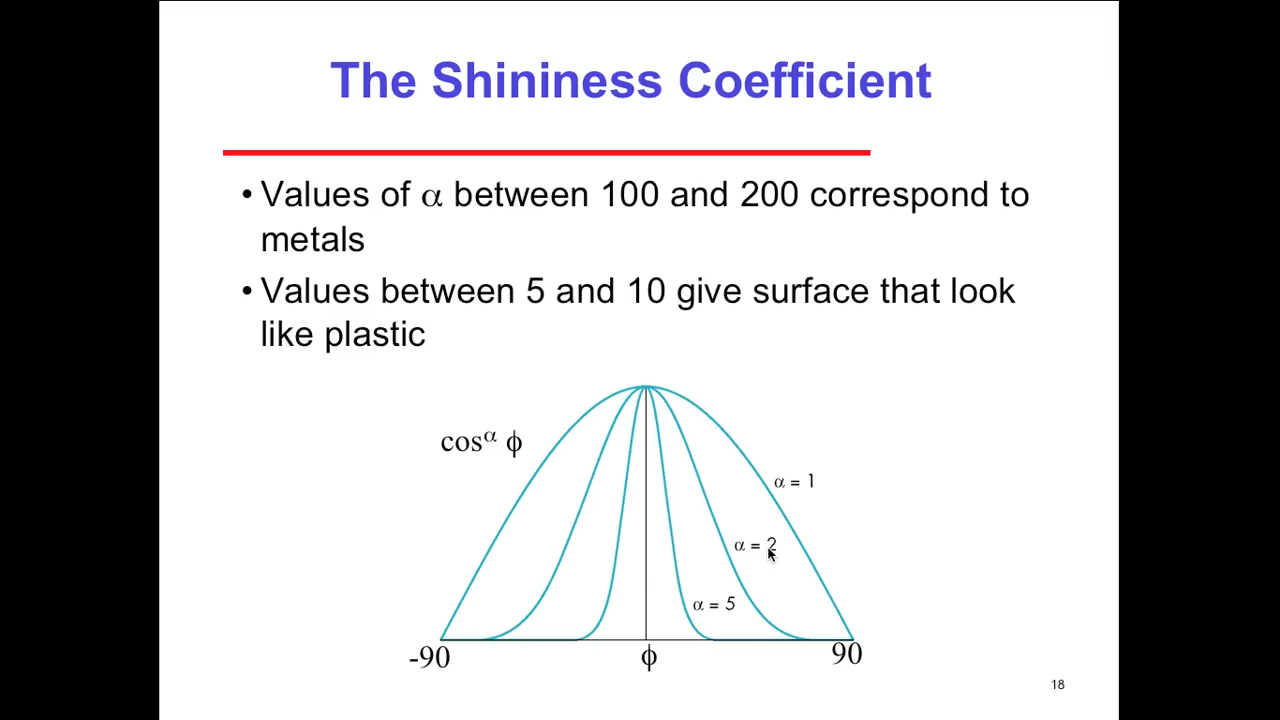 The Shininess Coefficient
• Values of α between 100 and 200 correspond to
metals
• Values between 5 and 10 give surface that look
like plastic
cos^α ϕ
α = 1
α = 2
α = 5
-90
ϕ
90
18